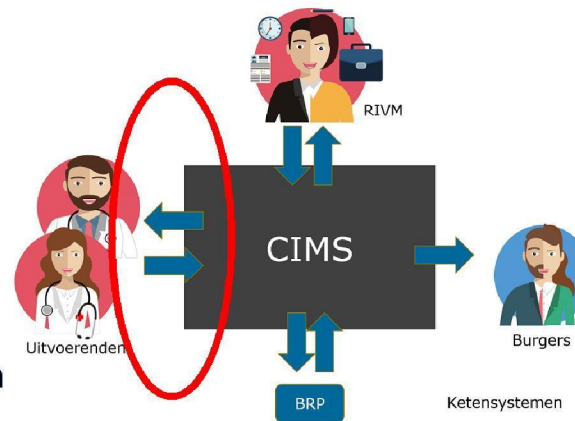 RIVM
CIMS
Uitvoerenden
Burgers
BRP
Ketensystemen